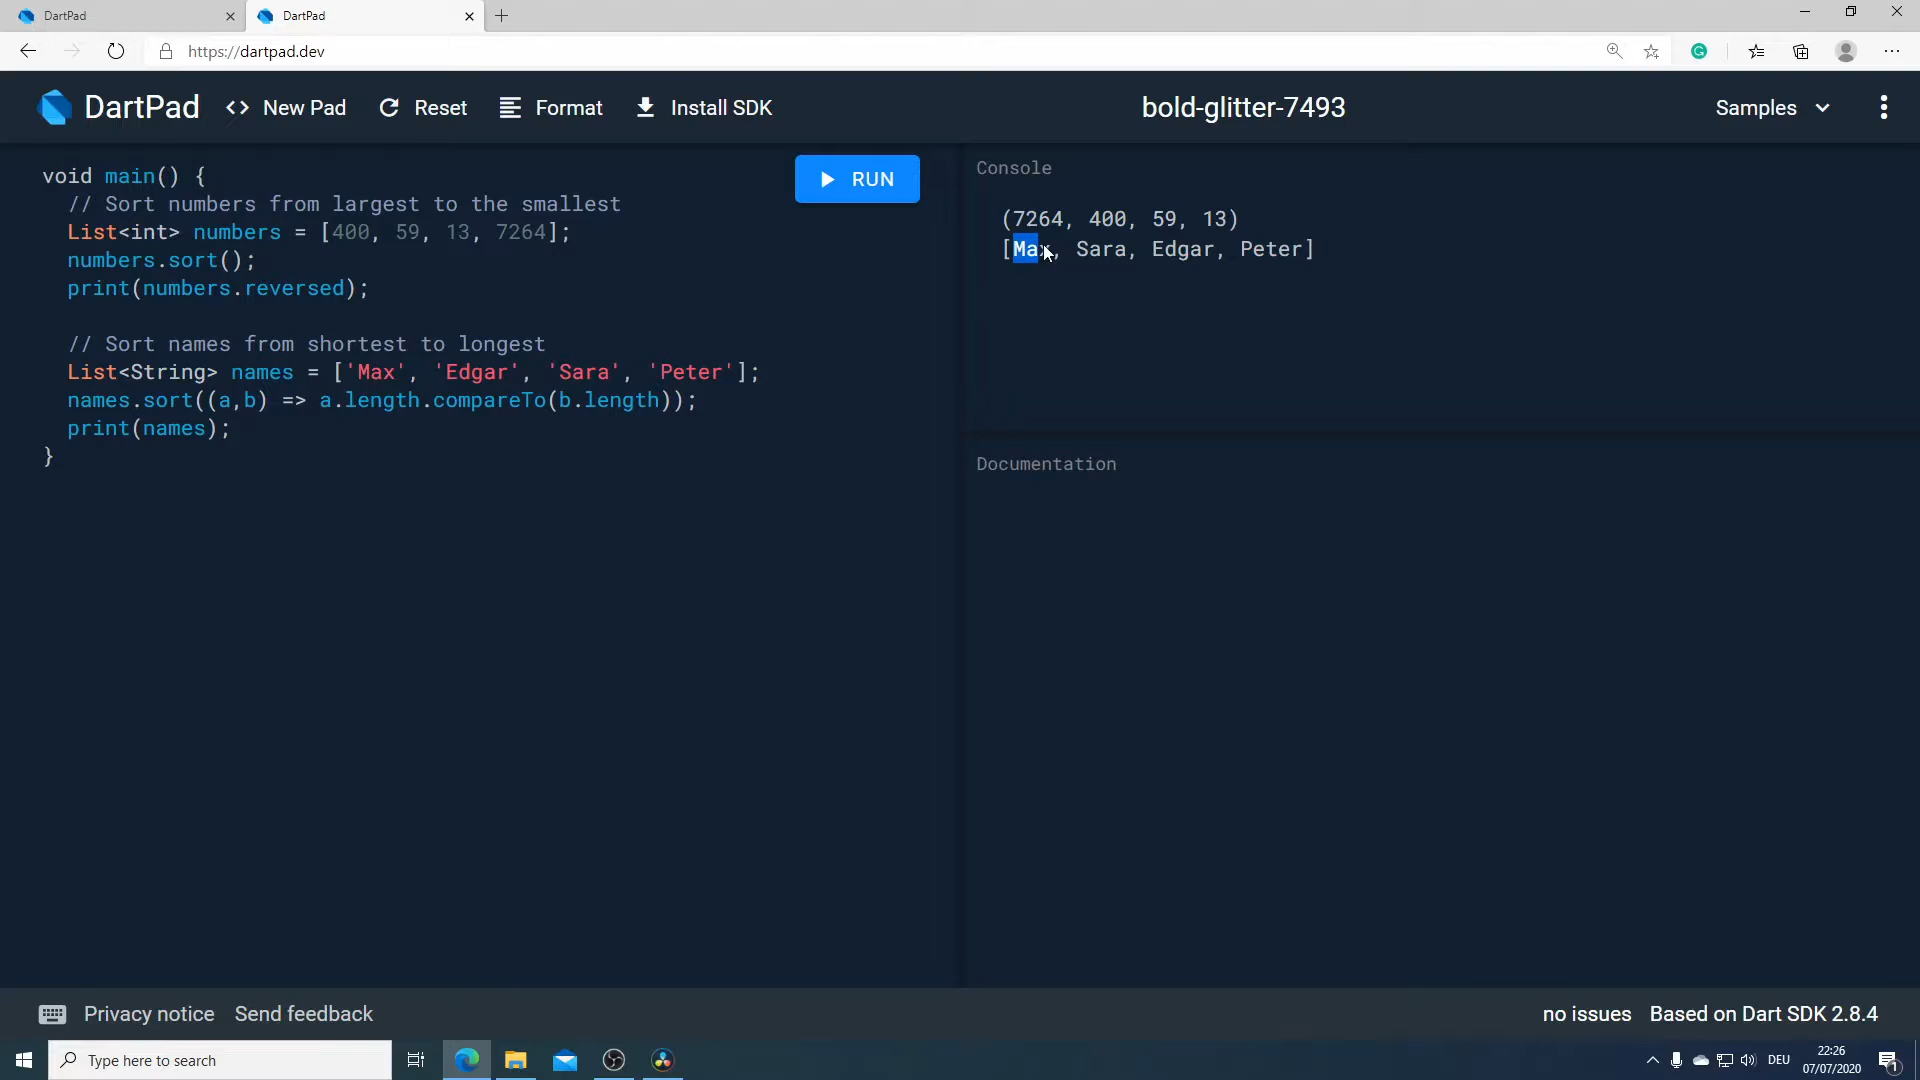 DartPad
DartPad
https://dartpad.dev
DartPad
<> New Pad
Reset
Format
Install SDK
bold-glitter-7493
Samples
void main() {
  // Sort numbers from largest to the smallest
  List<int> numbers = [400, 59, 13, 7264];
  numbers.sort();
  print(numbers.reversed);
  // Sort names from shortest to longest
  List<String> names = ['Max', 'Edgar', 'Sara', 'Peter'];
  names.sort((a,b) => a.length.compareTo(b.length));
  print(names);
}
RUN
Console
(7264, 400, 59, 13)
[Max, Sara, Edgar, Peter]
Documentation
Privacy notice
Send feedback
no issues
Based on Dart SDK 2.8.4
Type here to search
DEU
22:26
07/07/2020
1